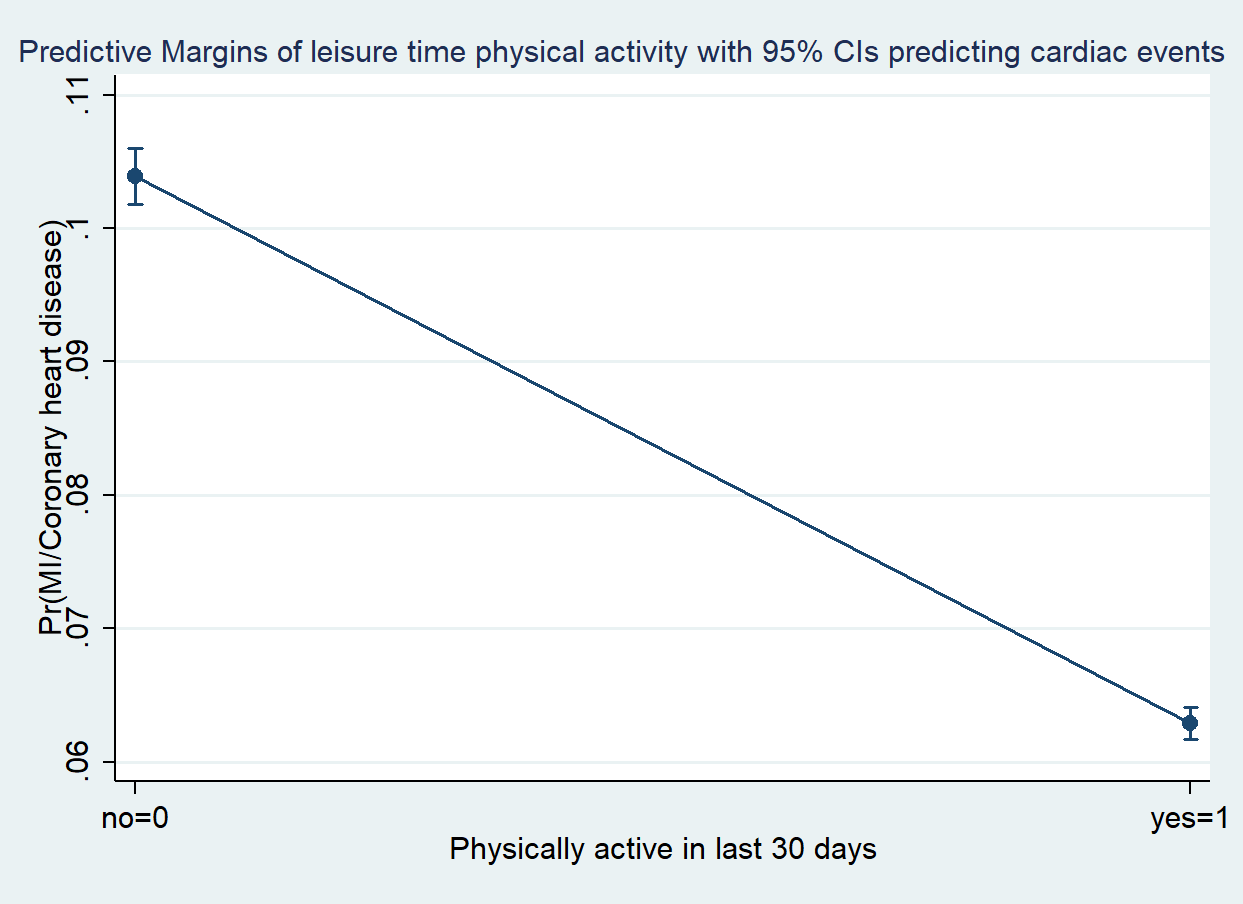 Predictive Margins of leisure time physical activity with 95% CIs predicting cardiac events
Pr(MI/Coronary heart disease)
.11
.1
.09
.08
.07
.06
no=0
yes=1
Physically active in last 30 days